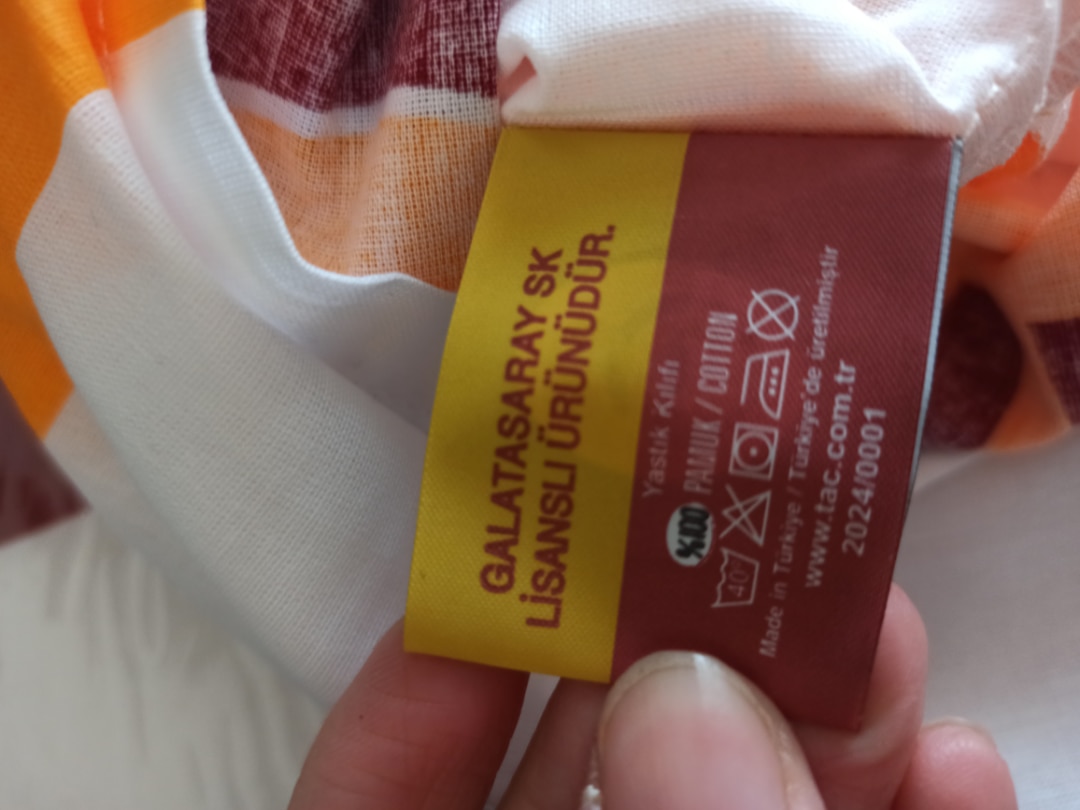 GALATASARAY SK
LİSANSLI ÜRÜNÜDÜR.
Yastık Kılıfı
%100 PAMUK / COTTON
40°
Made in Türkiye / Türkiye'de üretilmiştir
www.tac.com.tr
2024/0001